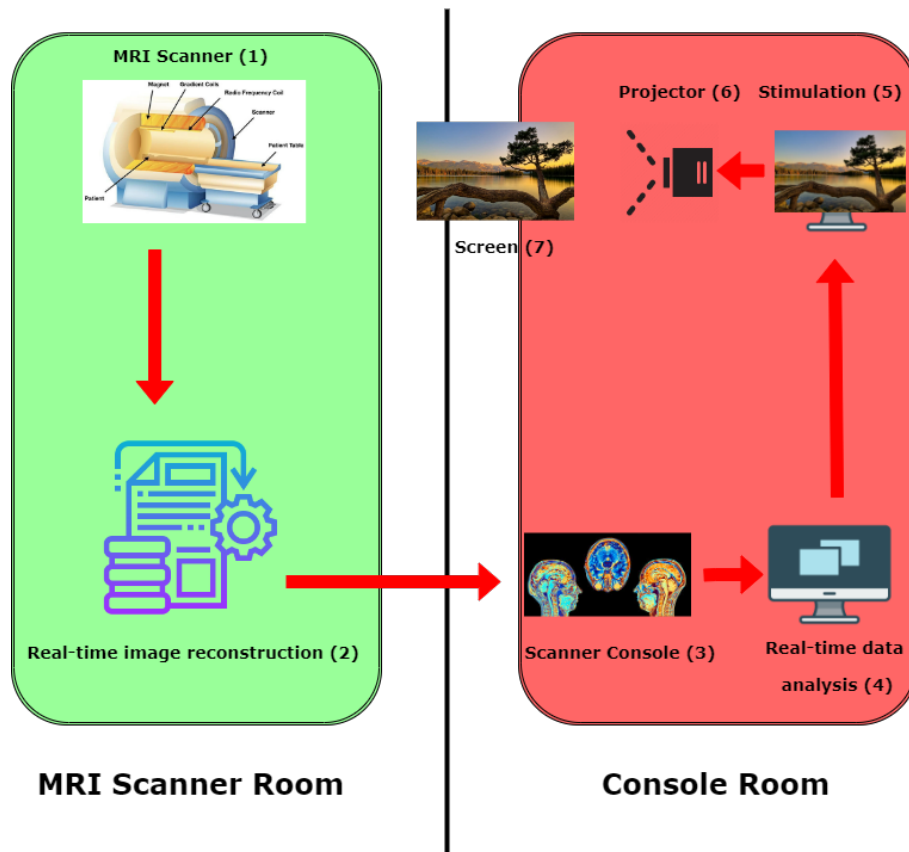 MRI Scanner (1)
Magnet
Gradient Coils
Radio Frequency Coil
Scanner
Patient Table
Patient
Real-time image reconstruction (2)
MRI Scanner Room
Projector (6)
Stimulation (5)
Screen (7)
Scanner Console (3)
Real-time data
analysis (4)
Console Room